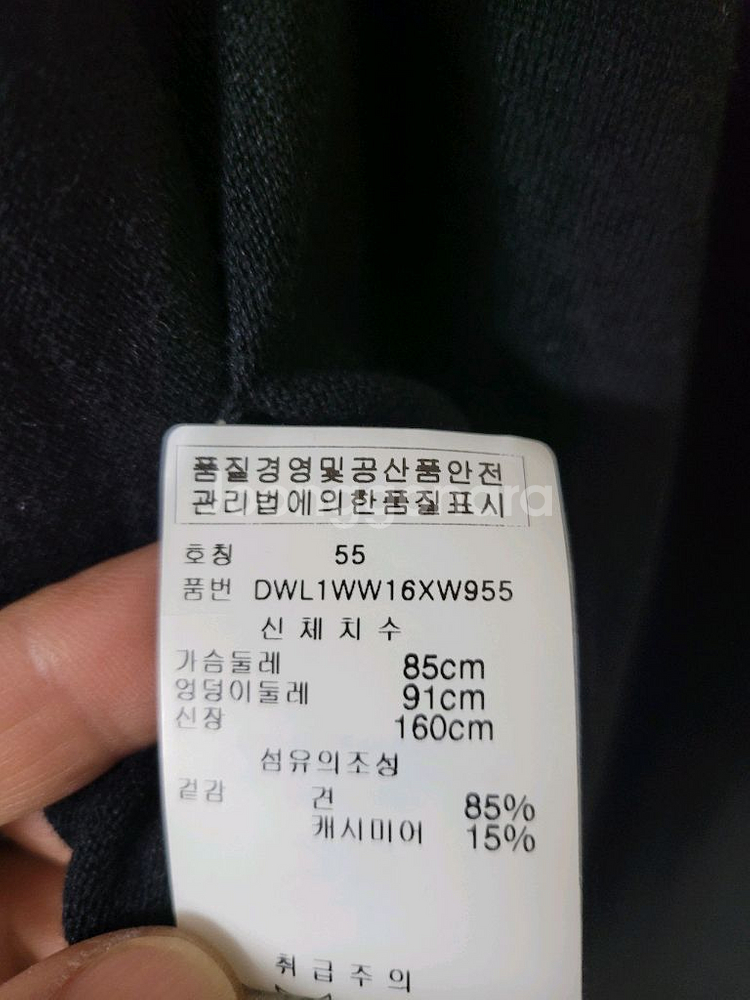 품질경영및공산품안전
관리법에의한품질표시
호칭 55
품번 DWL1WW16XW955
신체치수
가슴둘레 85cm
엉덩이둘레 91cm
신장 160cm
섬유의조성
겉감 견 85%
캐시미어 15%
취급주의